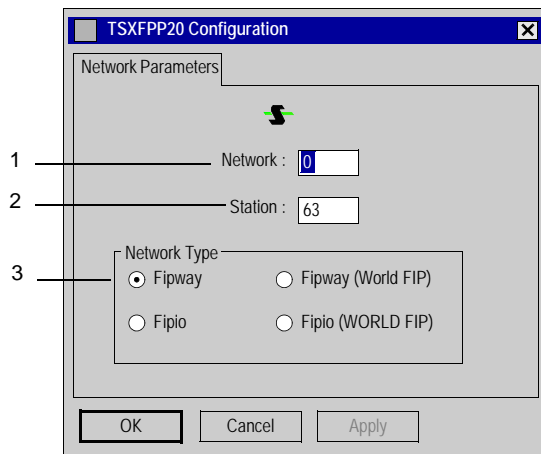 TSXFPP20 Configuration
Network Parameters
1
Network : 0
2
Station : 63
3
Network Type
Fipway
Fipway (World FIP)
Fipio
Fipio (WORLD FIP)
OK
Cancel
Apply